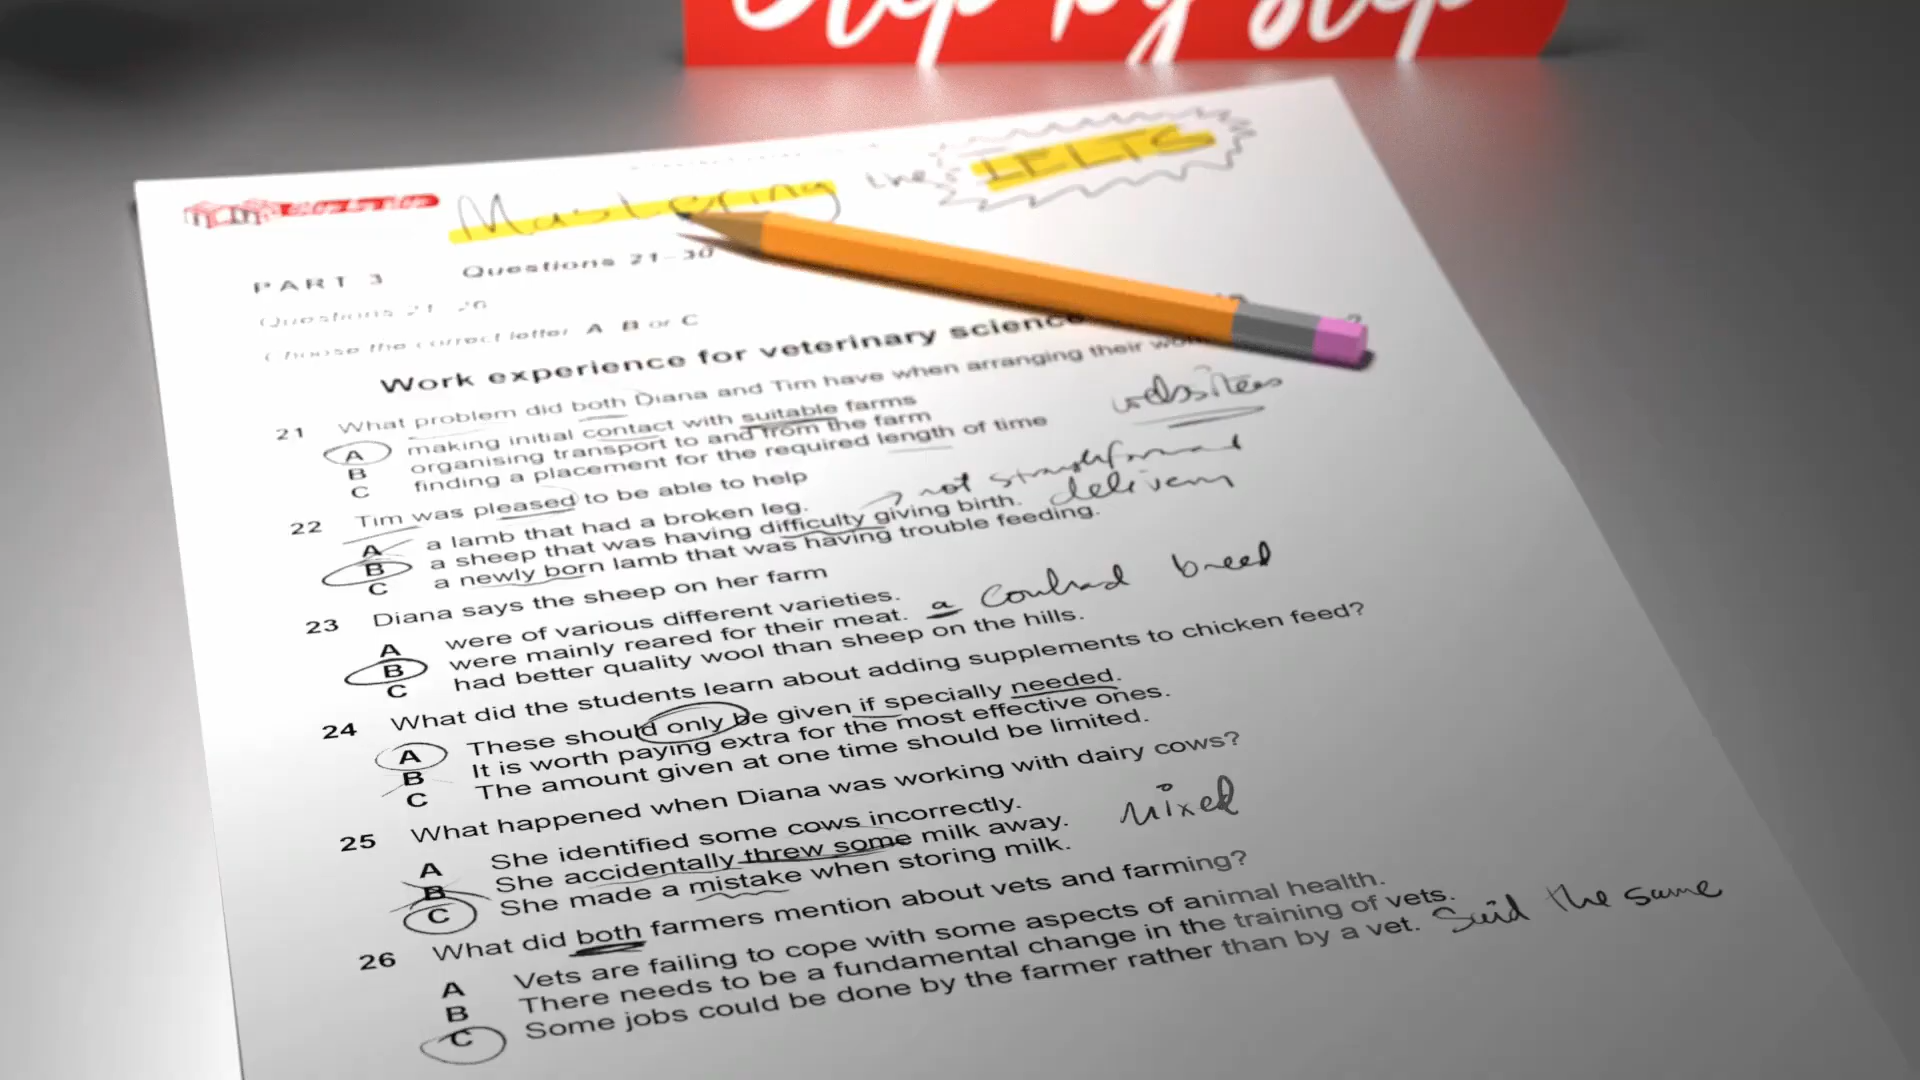 Step by step
Step by step Mastering the IELTS
PART 3 Questions 21-30
Questions 21 26
Choose the correct letter A B or C
Work experience for veterinary science
21 What problem did both Diana and Tim have when arranging their
A making initial contact with suitable farms
B organising transport to and from the farm
C finding a placement for the required length of time
websites
22 Tim was pleased to be able to help
not straightforward
A a lamb that had a broken leg.
B a sheep that was having difficulty giving birth. delivery
C a newly born lamb that was having trouble feeding.
23 Diana says the sheep on her farm
A were of various different varieties.
B were mainly reared for their meat. a breed
C had better quality wool than sheep on the hills.
24 What did the students learn about adding supplements to chicken feed?
A These should only be given if specially needed.
B It is worth paying extra for the most effective ones.
C The amount given at one time should be limited.
25 What happened when Diana was working with dairy cows?
A She identified some cows incorrectly.
B She accidentally threw some milk away. Mixed
C She made a mistake when storing milk.
26 What did both farmers mention about vets and farming?
A Vets are failing to cope with some aspects of animal health.
B There needs to be a fundamental change in the training of vets.
C Some jobs could be done by the farmer rather than by a vet. Said the same